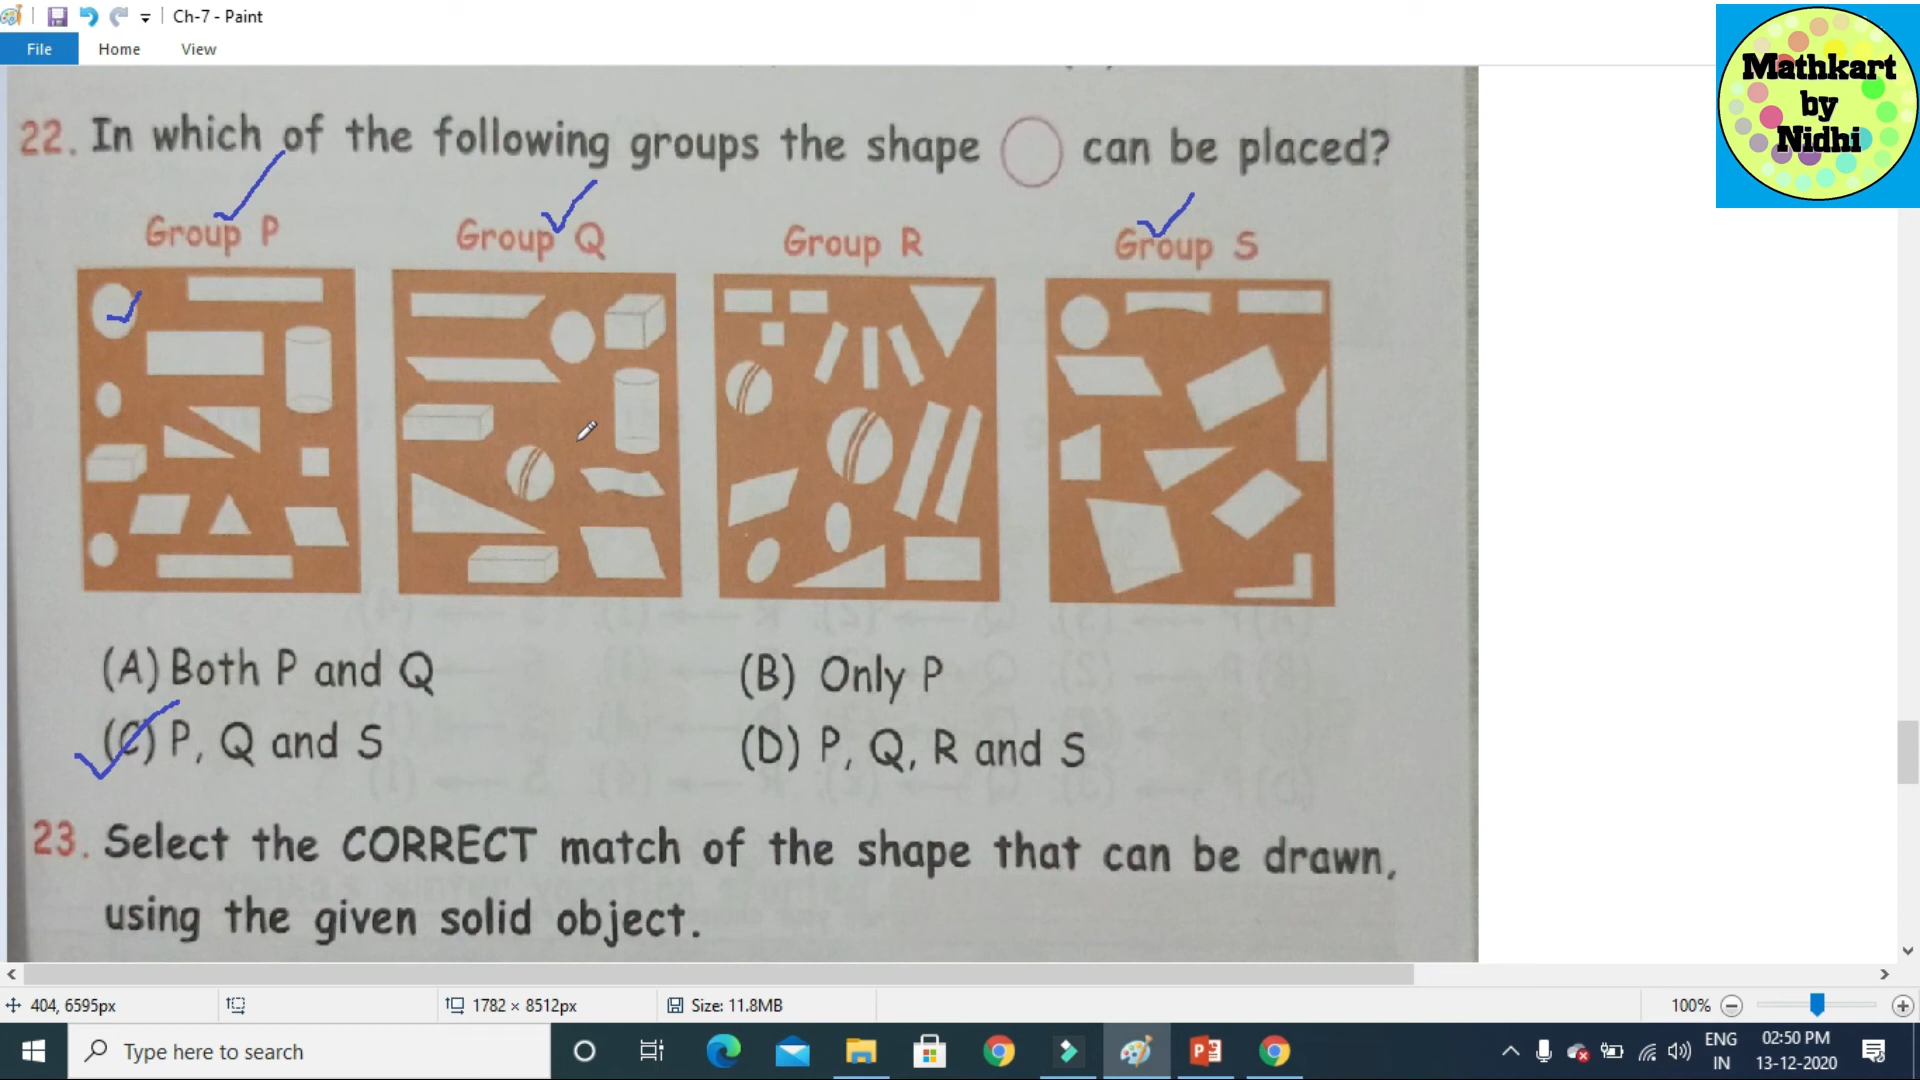 Ch-7 - Paint
File Home View
Mathkart
by
Nidhi
22. In which of the following groups the shape can be placed?
Group P Group Q Group R Group S
(A) Both P and Q (B) Only P
(C) P, Q and S (D) P, Q, R and S
23. Select the CORRECT match of the shape that can be drawn,
using the given solid object.
404, 6595px 1782 × 8512px Size: 11.8MB 100%
Type here to search
ENG 02:50 PM
IN 13-12-2020